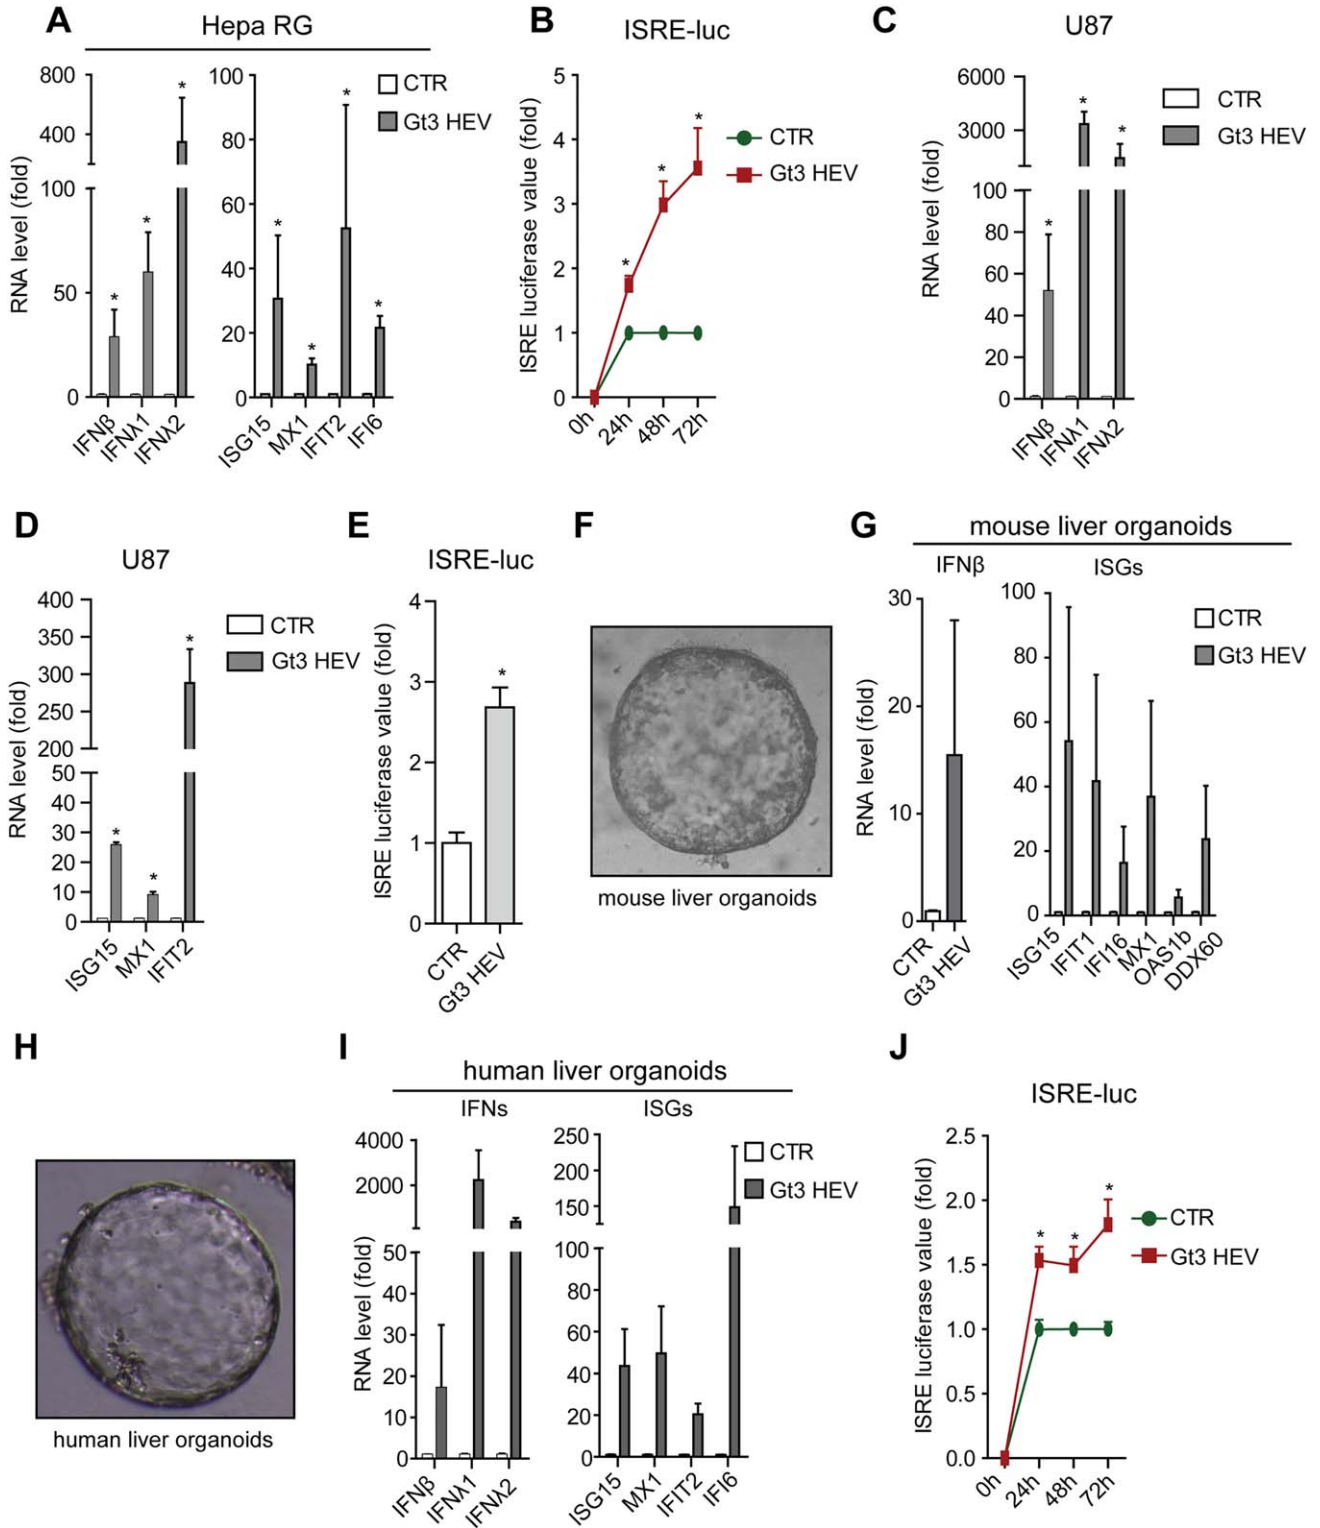 A
Hepa RG
RNA level (fold)
800
400
100
50
0
IFNβ
IFNλ1
IFNλ2
100
80
60
40
20
0
ISG15
MX1
IFIT2
IFI6
CTR
Gt3 HEV
* * * * * * *
B
ISRE-luc
ISRE luciferase value (fold)
5
4
3
2
1
0
0h
24h
48h
72h
CTR
Gt3 HEV
* * *
C
U87
RNA level (fold)
6000
3000
100
80
60
40
20
0
IFNβ
IFNλ1
IFNλ2
CTR
Gt3 HEV
* * *
D
U87
RNA level (fold)
400
350
300
250
200
50
40
30
20
10
0
ISG15
MX1
IFIT2
CTR
Gt3 HEV
* * *
E
ISRE-luc
ISRE luciferase value (fold)
4
3
2
1
0
CTR
Gt3 HEV
*
F
mouse liver organoids
G
mouse liver organoids
IFNβ
ISGs
RNA level (fold)
30
20
10
0
CTR
Gt3 HEV
100
80
60
40
20
0
ISG15
IFIT1
IFI16
MX1
OAS1b
DDX60
CTR
Gt3 HEV
H
human liver organoids
I
human liver organoids
IFNs
ISGs
RNA level (fold)
4000
2000
50
40
30
20
10
0
IFNβ
IFNλ1
IFNλ2
250
200
150
100
80
60
40
20
0
ISG15
MX1
IFIT2
IFI6
CTR
Gt3 HEV
J
ISRE-luc
ISRE luciferase value (fold)
2.5
2.0
1.5
1.0
0.5
0.0
0h
24h
48h
72h
CTR
Gt3 HEV
* * *